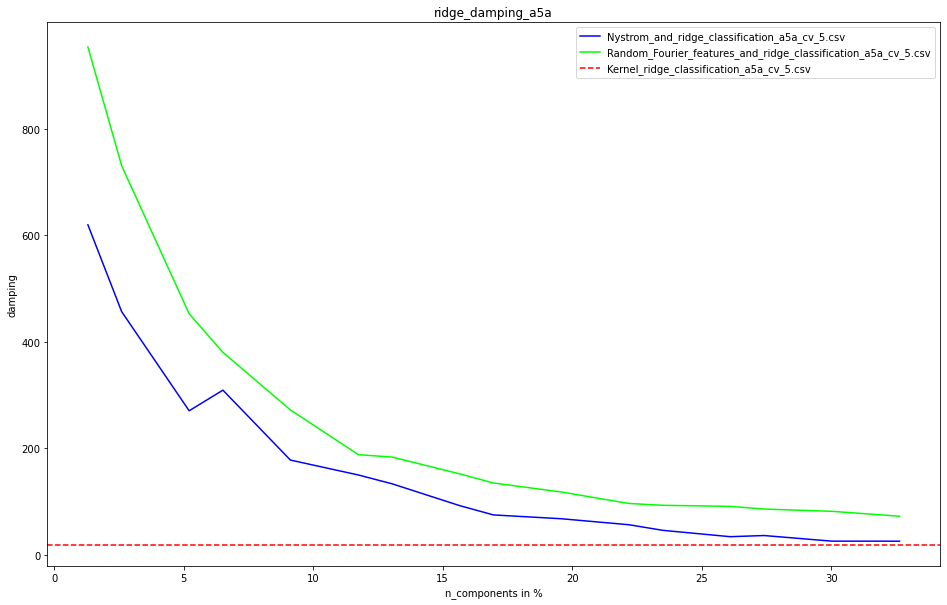 ridge_damping_a5a
Nystrom_and_ridge_classification_a5a_cv_5.csv
Random_Fourier_features_and_ridge_classification_a5a_cv_5.csv
Kernel_ridge_classification_a5a_cv_5.csv
damping
800
600
400
200
0
0 5 10 15 20 25 30
n_components in %